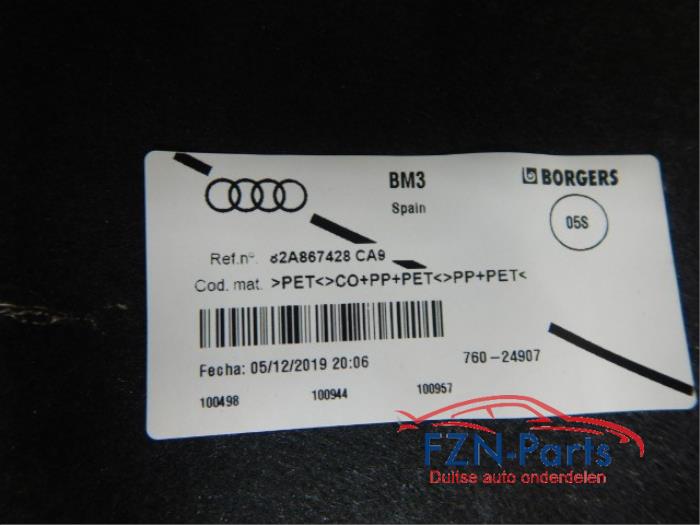 BM3
BORGERS
Spain
05S
Ref.nº. 82A867428 CA9
Cod. mat. >PET<>CO+PP+PET<>PP+PET<
Fecha: 05/12/2019 20:06
760-24907
100498
100944
100957
FZN-Parts
Duitse auto onderdelen